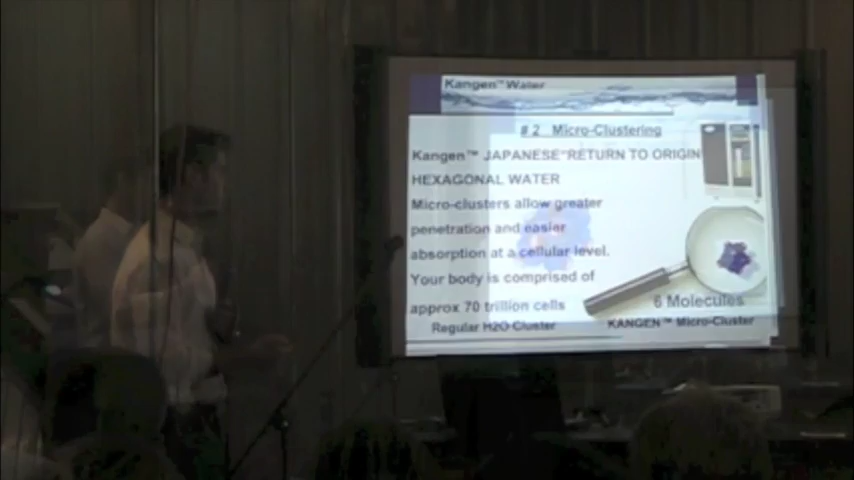 Kangen™ Water
#2 Micro-Clustering
Kangen™ JAPANESE"RETURN TO ORIGIN
HEXAGONAL WATER
Micro-clusters allow greater
penetration and easier
absorption at a cellular level.
Your body is comprised of
approx 70 trillion cells
6 Molecules
Regular H2O Cluster
KANGEN™ Micro-Cluster